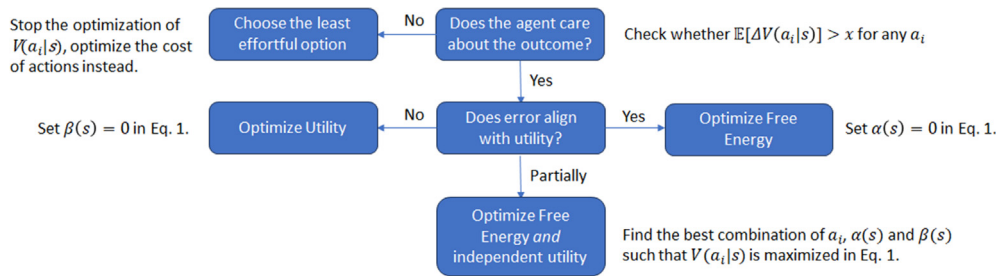 Stop the optimization of
V(aᵢ|s), optimize the cost
of actions instead.
Choose the least
effortful option
No
Does the agent care
about the outcome?
Check whether 𝔼[ΔV(aᵢ|s)] > x for any aᵢ
Yes
Set β(s) = 0 in Eq. 1.
Optimize Utility
No
Does error align
with utility?
Yes
Optimize Free
Energy
Set α(s) = 0 in Eq. 1.
Partially
Optimize Free
Energy and
independent utility
Find the best combination of aᵢ, α(s) and β(s)
such that V(aᵢ|s) is maximized in Eq. 1.